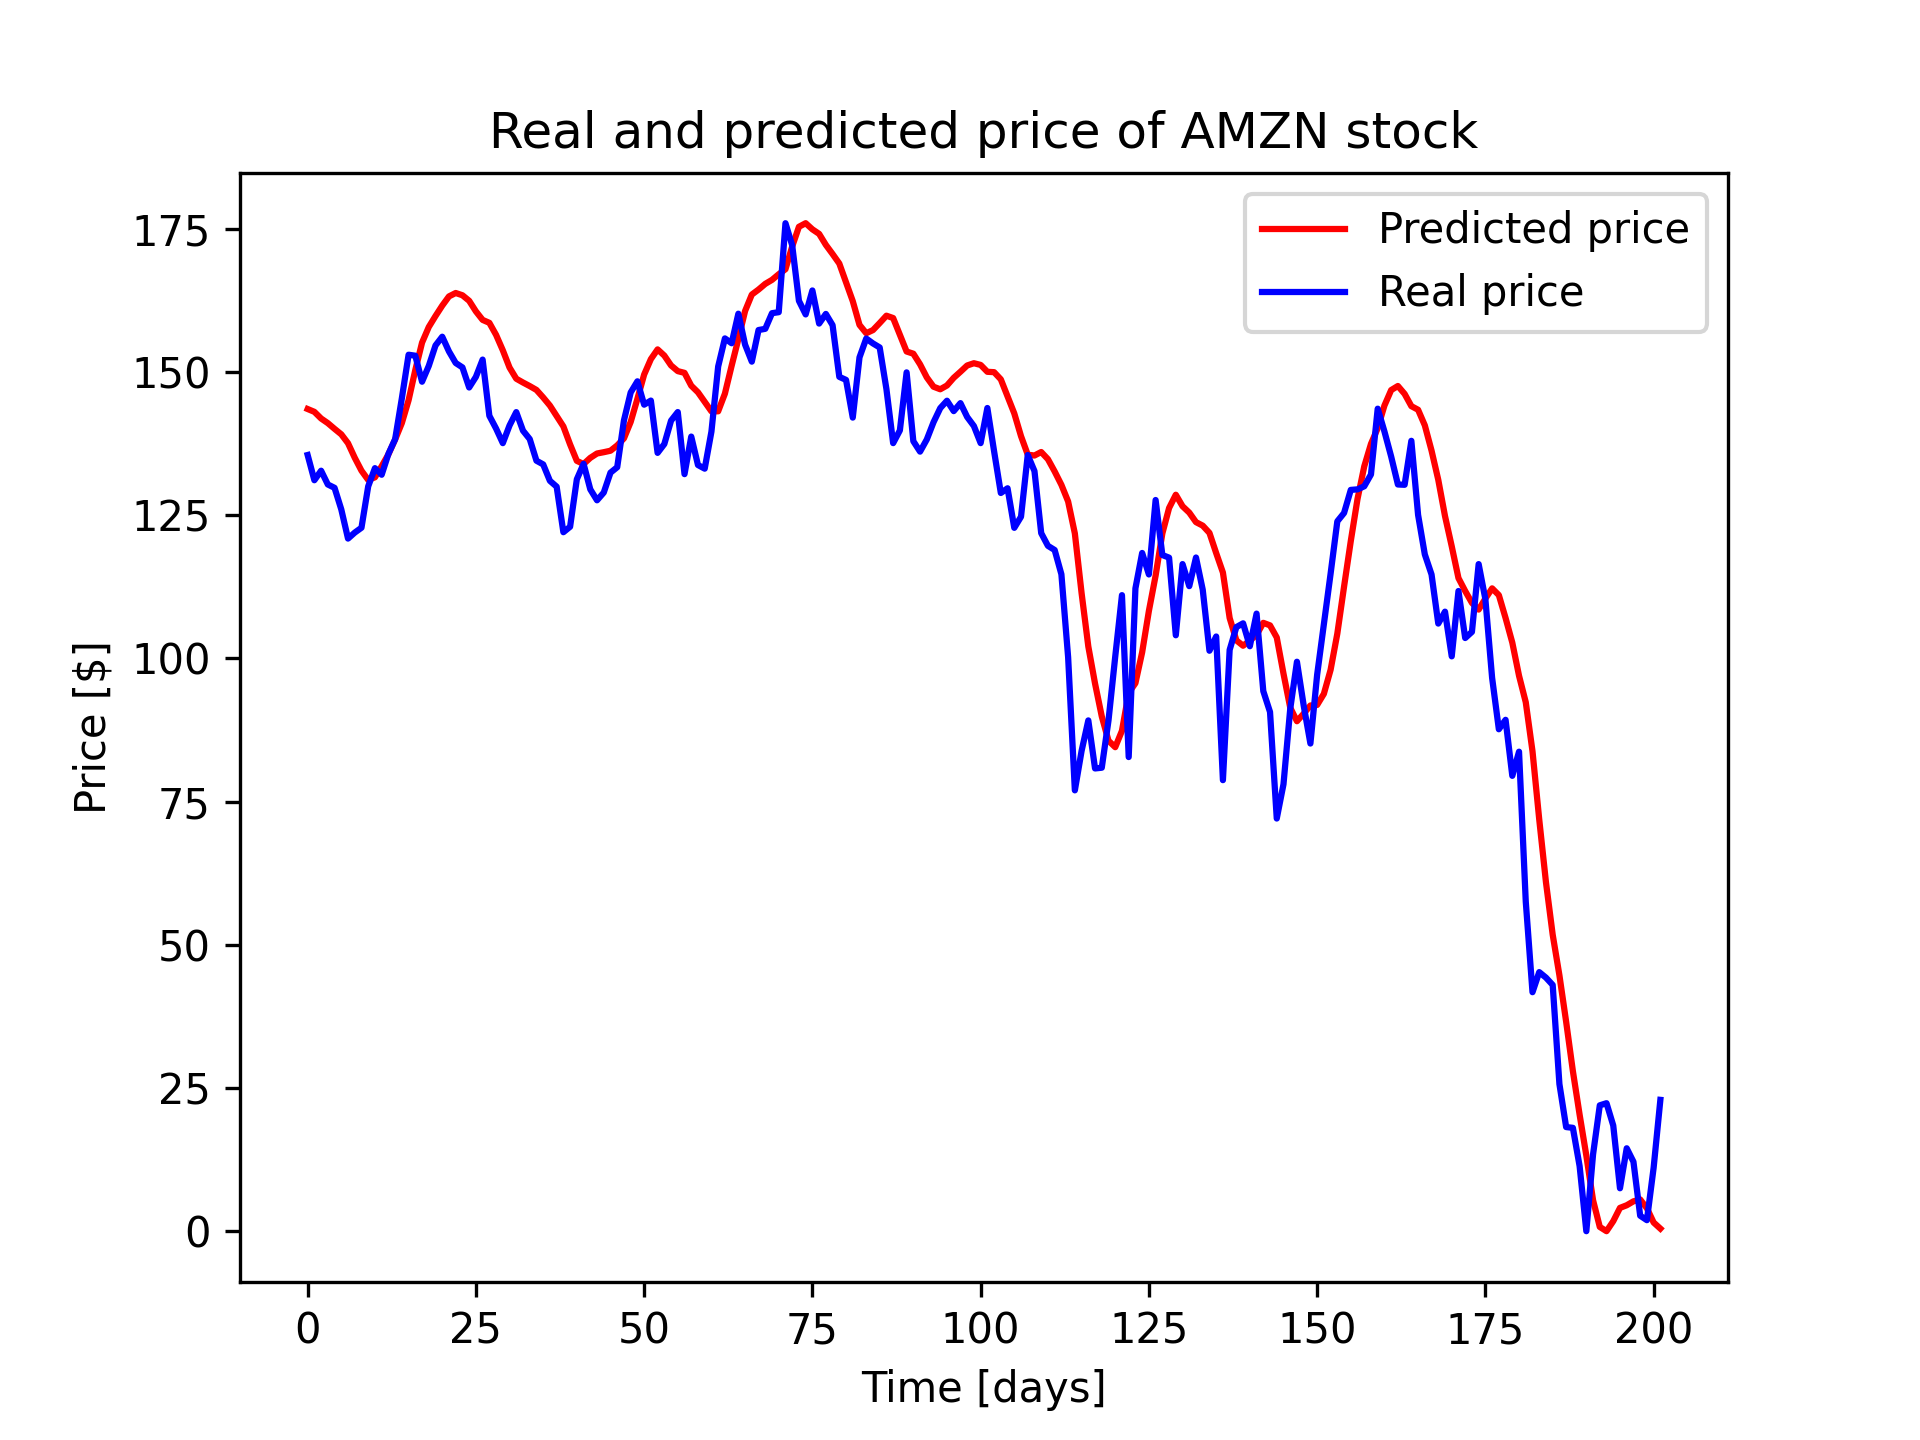 Real and predicted price of AMZN stock
Predicted price
Real price
175
150
125
100
75
50
25
0
Price [$]
0 25 50 75 100 125 150 175 200
Time [days]